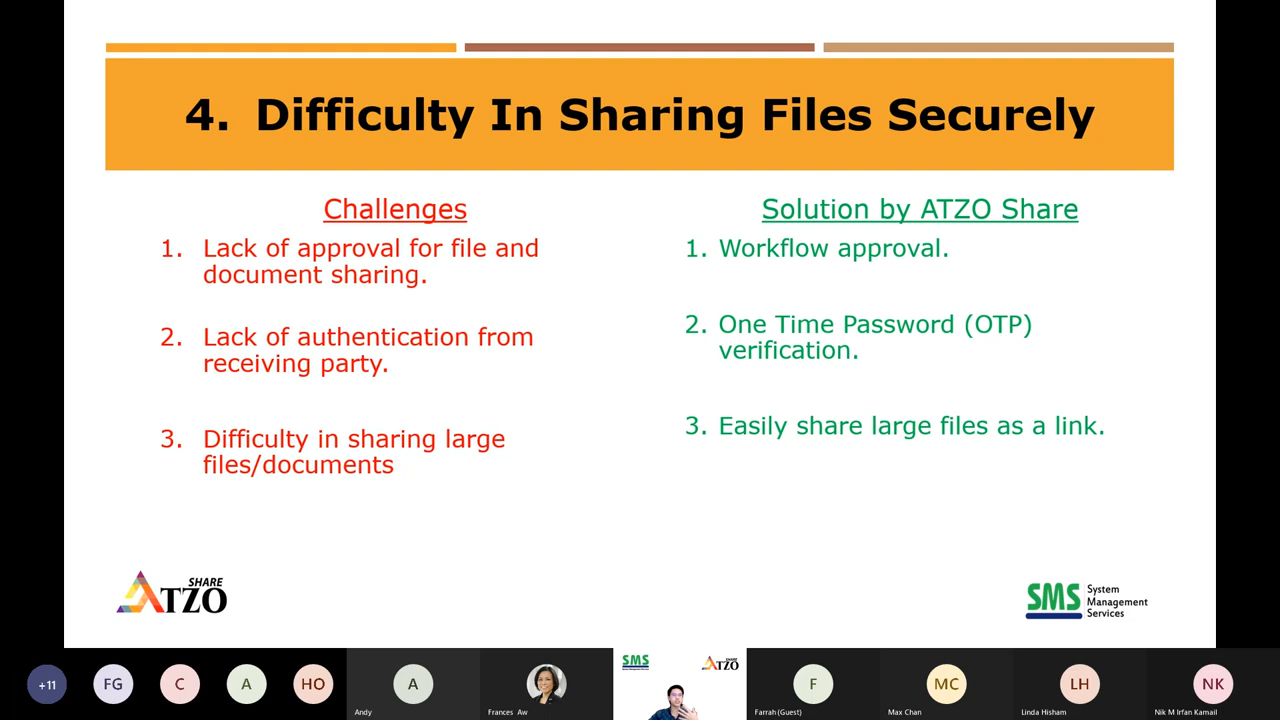 4. Difficulty In Sharing Files Securely
Challenges
1. Lack of approval for file and
document sharing.
2. Lack of authentication from
receiving party.
3. Difficulty in sharing large
files/documents
Solution by ATZO Share
1. Workflow approval.
2. One Time Password (OTP)
verification.
3. Easily share large files as a link.
SHARE
ATZO
SMS
System
Management
Services
+11
FG
C
A
HO
A
Andy
Frances Aw
SMS
ATZO
F
Farrah (Guest)
MC
Max Chan
LH
Linda Hisham
NK
Nik M Irfan Kamail